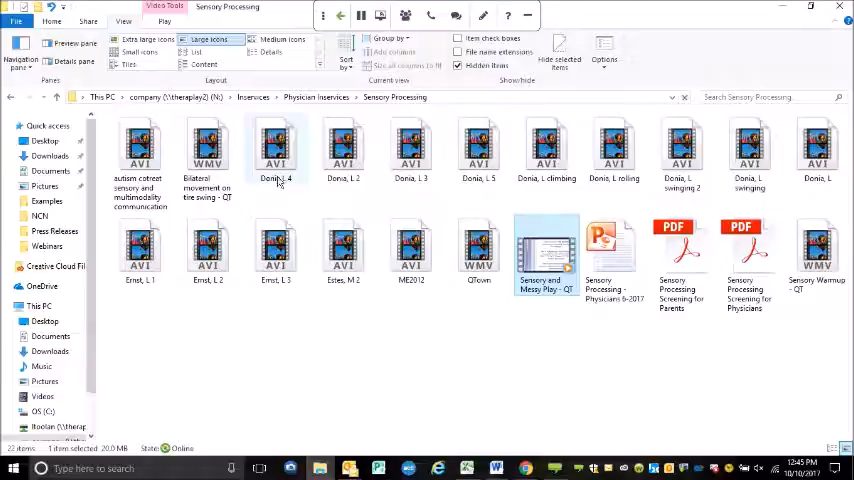 Video Tools
Sensory Processing
File
Home
Share
View
Play
Navigation
pane
Preview pane
Details pane
Panes
Extra large icons
Large icons
Medium icons
Small icons
List
Details
Tiles
Layout
Sort
by
Group by
Add columns
Size all columns to fit
Current view
Item check boxes
File name extensions
Hidden items
Hide selected
items
Show/hide
Options
This PC > company (\\theraplay2) (N:) > Inservices > Physician Inservices > Sensory Processing
Search Sensory Processing
Quick access
Desktop
Downloads
Documents
Pictures
Examples
NCN
Press Releases
Webinars
Creative Cloud Fil
OneDrive
This PC
Desktop
Documents
Downloads
Music
Pictures
Videos
OS (C:)
ltoolan (\\therap
AVI
autism cotreat
sensory and
multimodality
communication
WMV
Bilateral
movement on
tire swing - QT
AVI
Donia, L 4
AVI
Donia, L 2
AVI
Donia, L 3
AVI
Donia, L 5
AVI
Donia, L climbing
AVI
Donia, L rolling
AVI
Donia, L
swinging 2
AVI
Donia, L
swinging
AVI
Donia, L
AVI
Ernst, L 1
AVI
Ernst, L 2
AVI
Ernst, L 3
AVI
Estes, M 2
AVI
ME2012
WMV
QTown
Sensory and
Messy Play - QT
Sensory
Processing -
Physicians 6-2017
PDF
Sensory
Processing
Screening for
Parents
PDF
Sensory
Processing
Screening for
Physicians
WMV
Sensory Warmup
- QT
22 items
1 item selected 20.0 MB
State: Online
Type here to search
12:45 PM
10/10/2017